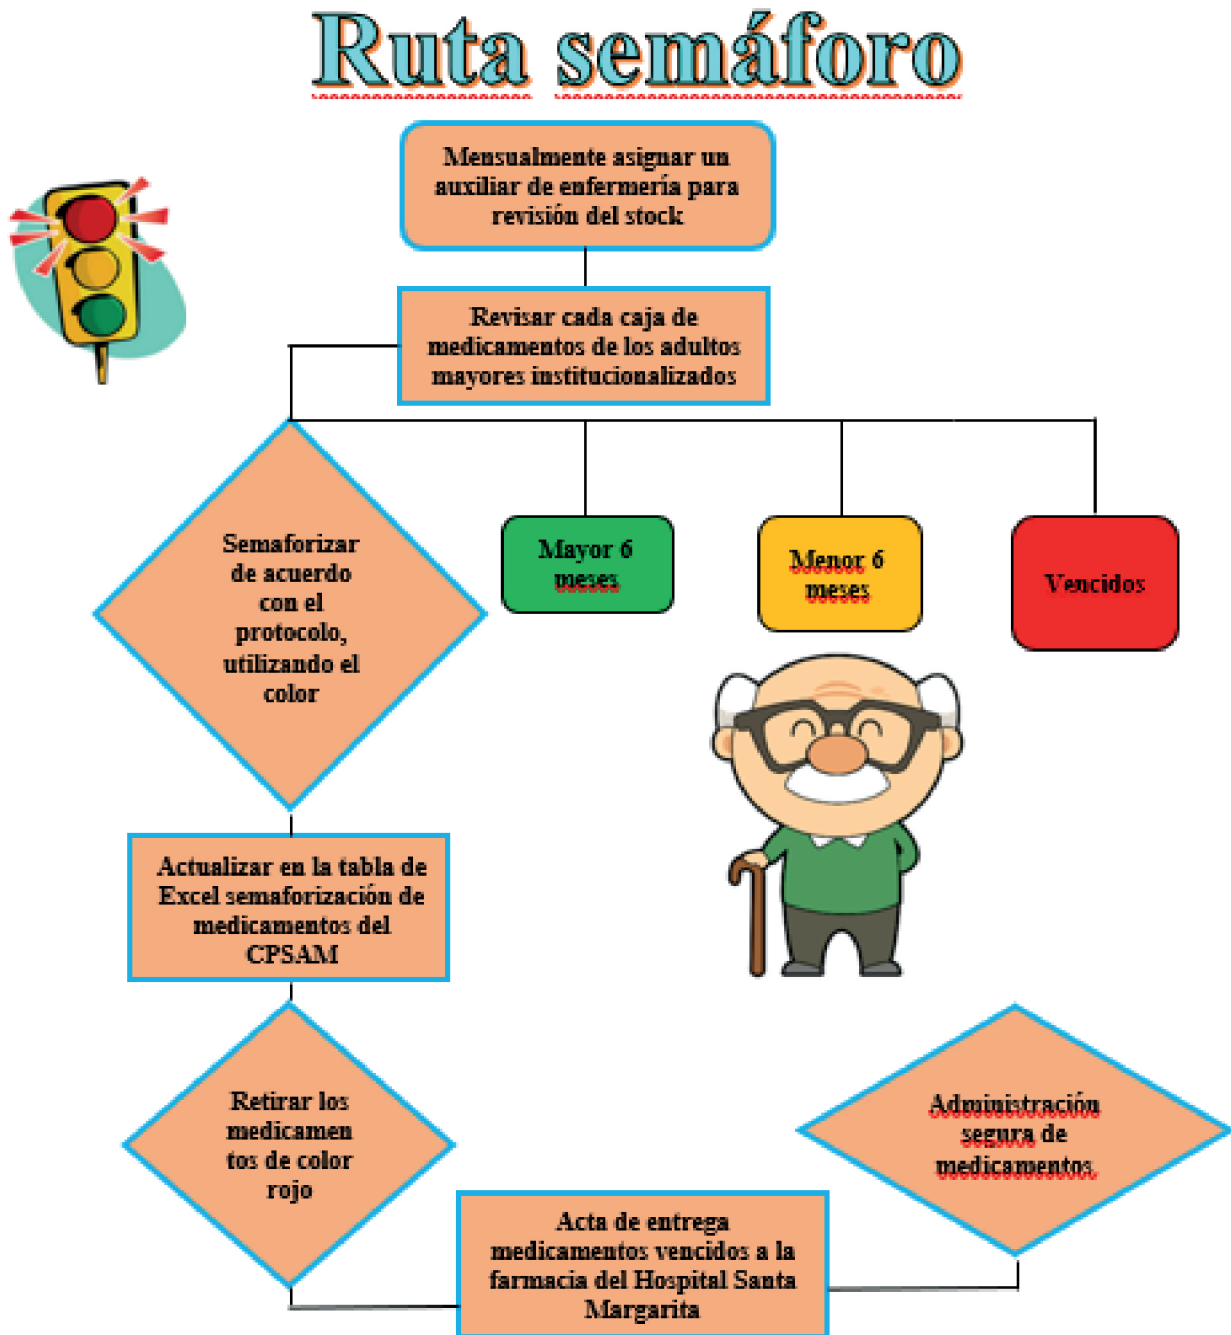 Ruta semáforo
Mensualmente asignar un
auxiliar de enfermería para
revisión del stock
Revisar cada caja de
medicamentos de los adultos
mayores institucionalizados
Semaforizar
de acuerdo
con el
protocolo,
utilizando el
color
Mayor 6
meses
Menor 6
meses
Vencidos
Actualizar en la tabla de
Excel semaforización de
medicamentos del
CPSAM
Retirar los
medicamen
tos de color
rojo
Acta de entrega
medicamentos vencidos a la
farmacia del Hospital Santa
Margarita
Administración
segura de
medicamentos